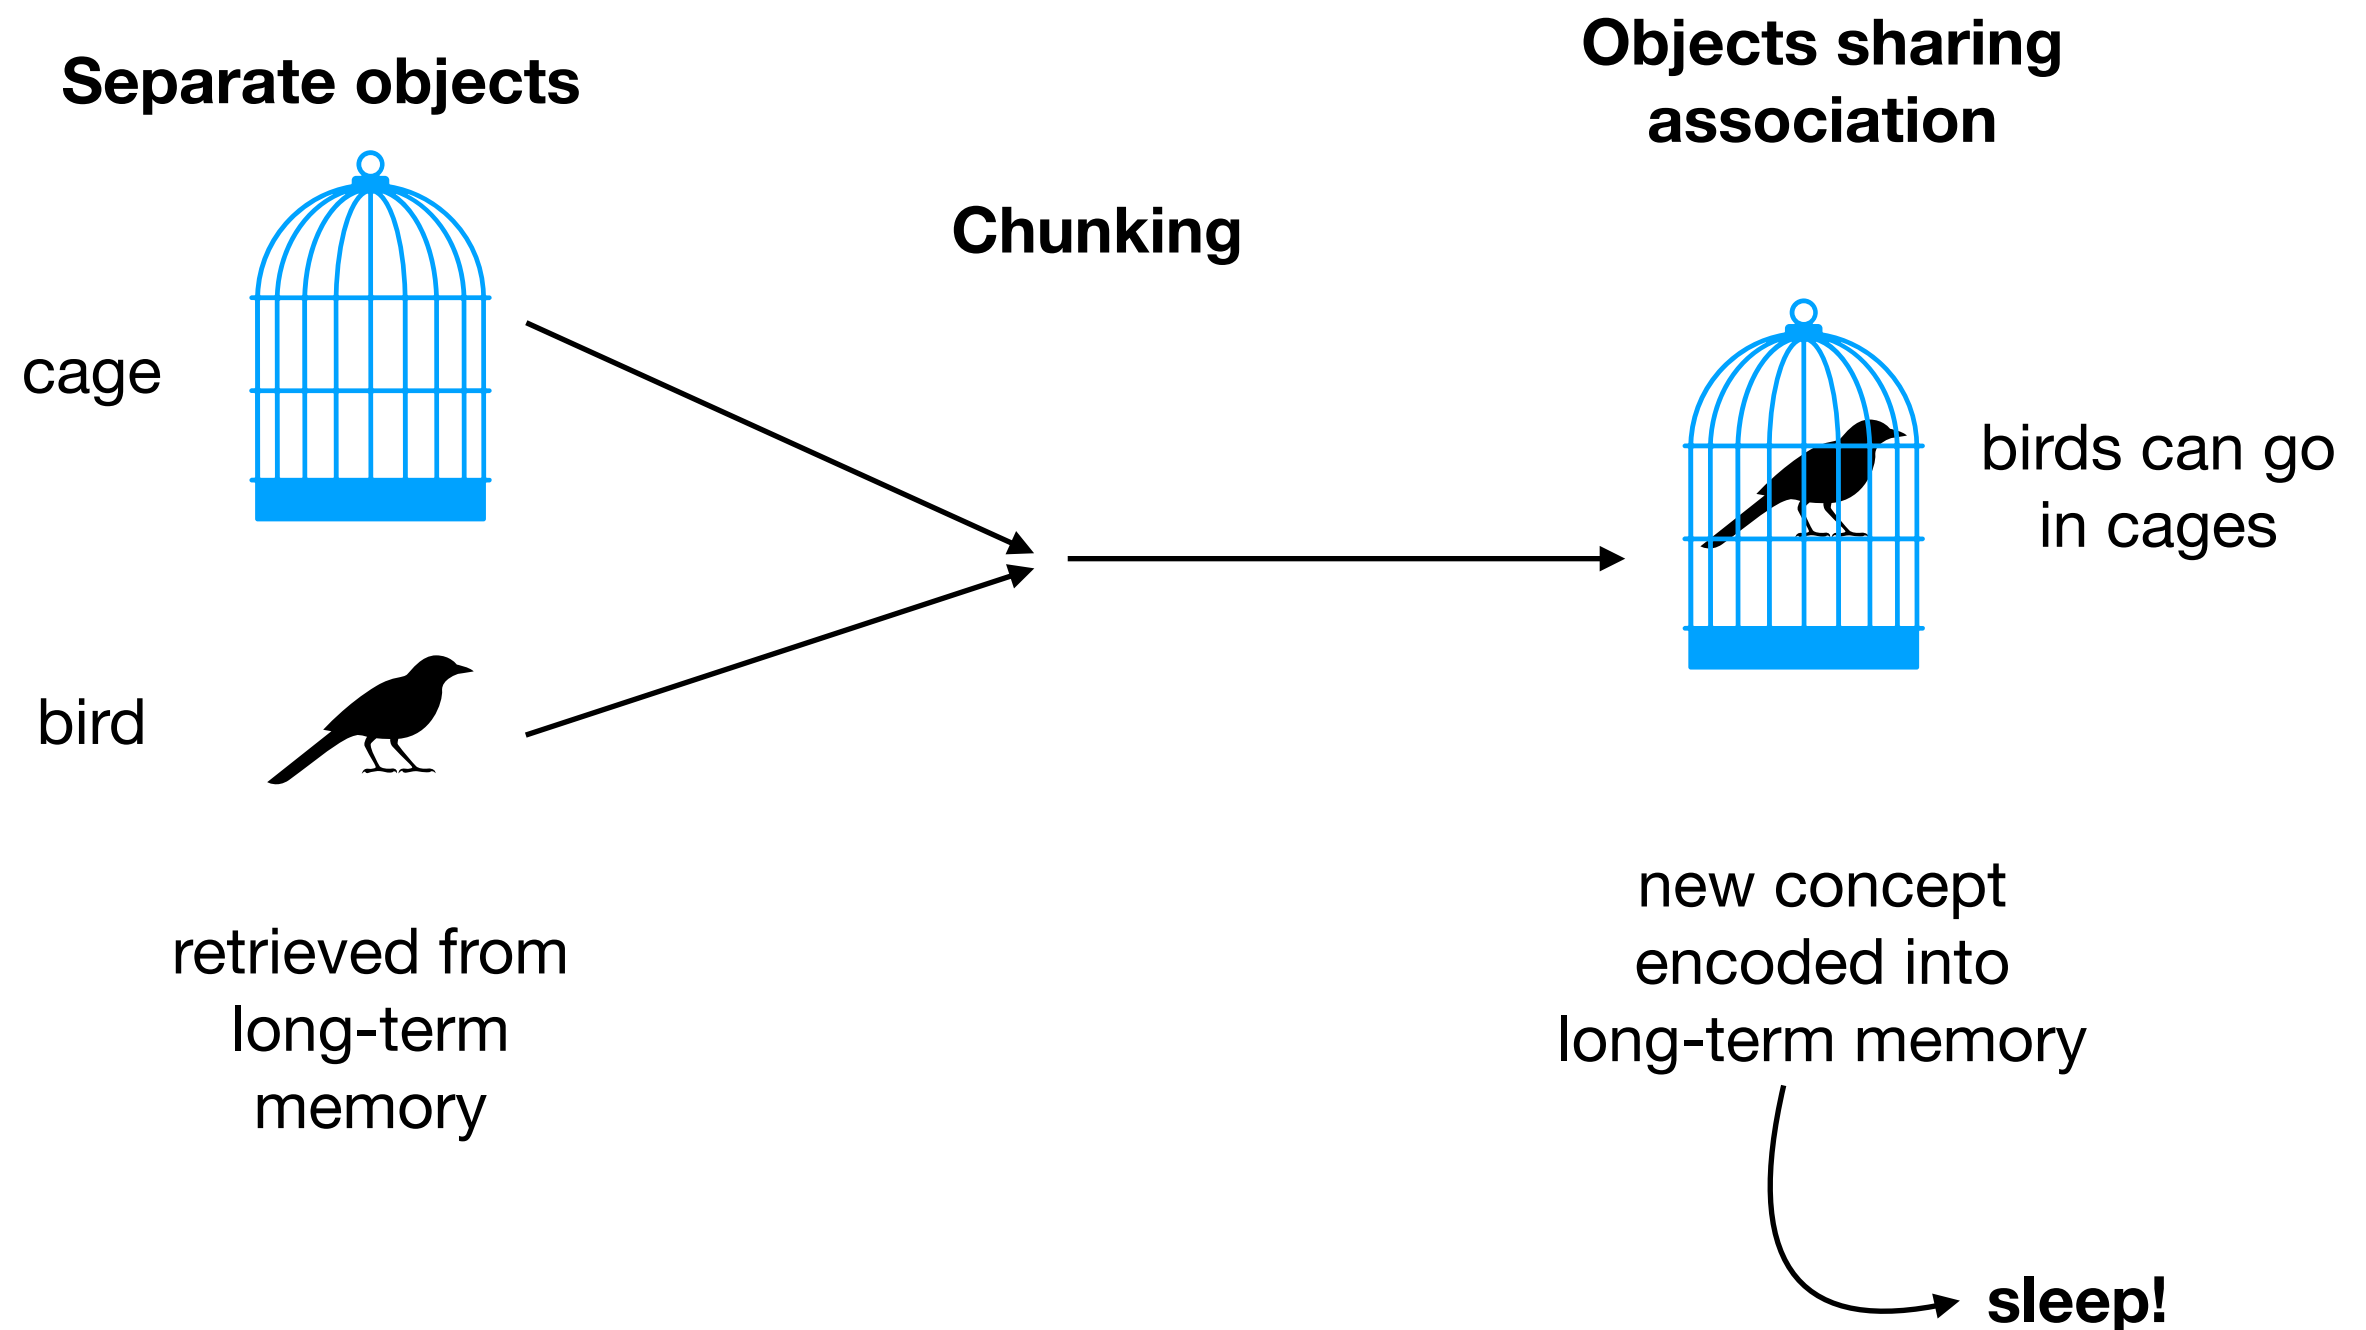 Separate objects
cage
bird
retrieved from
long-term
memory
Chunking
Objects sharing
association
birds can go
in cages
new concept
encoded into
long-term memory
sleep!